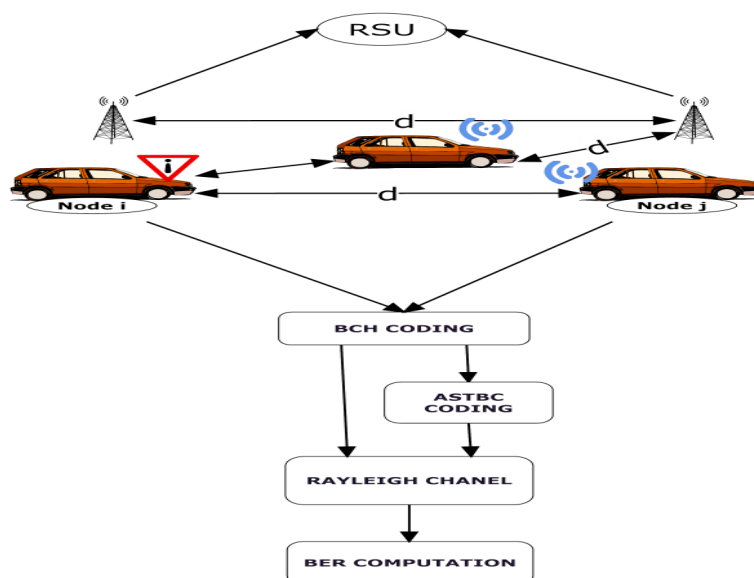 RSU
d
d
i
d
Node i
Node j
BCH CODING
ASTBC
CODING
RAYLEIGH CHANEL
BER COMPUTATION